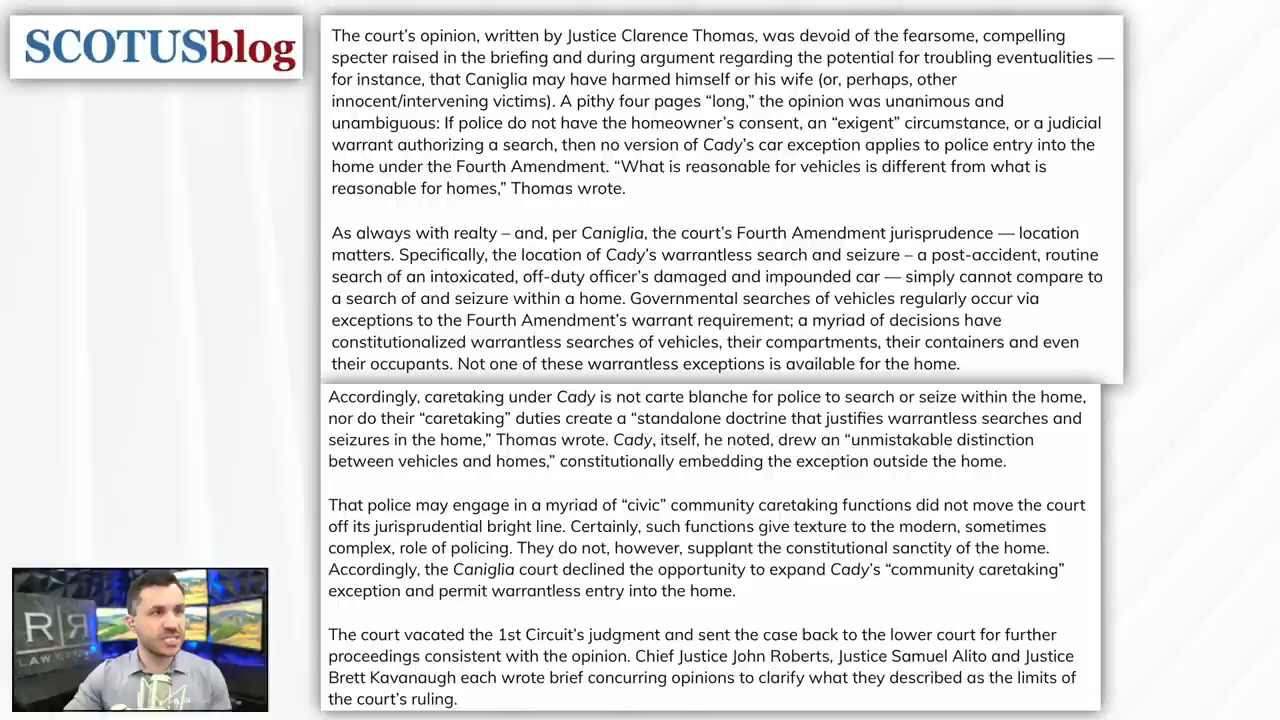 SCOTUSblog
The court's opinion, written by Justice Clarence Thomas, was devoid of the fearsome, compelling
specter raised in the briefing and during argument regarding the potential for troubling eventualities —
for instance, that Caniglia may have harmed himself or his wife (or, perhaps, other
innocent/intervening victims). A pithy four pages “long,” the opinion was unanimous and
unambiguous: If police do not have the homeowner's consent, an “exigent” circumstance, or a judicial
warrant authorizing a search, then no version of Cady's car exception applies to police entry into the
home under the Fourth Amendment. “What is reasonable for vehicles is different from what is
reasonable for homes,” Thomas wrote.
As always with realty – and, per Caniglia, the court's Fourth Amendment jurisprudence — location
matters. Specifically, the location of Cady's warrantless search and seizure – a post-accident, routine
search of an intoxicated, off-duty officer's damaged and impounded car — simply cannot compare to
a search of and seizure within a home. Governmental searches of vehicles regularly occur via
exceptions to the Fourth Amendment's warrant requirement; a myriad of decisions have
constitutionalized warrantless searches of vehicles, their compartments, their containers and even
their occupants. Not one of these warrantless exceptions is available for the home.
Accordingly, caretaking under Cady is not carte blanche for police to search or seize within the home,
nor do their “caretaking” duties create a “standalone doctrine that justifies warrantless searches and
seizures in the home,” Thomas wrote. Cady, itself, he noted, drew an “unmistakable distinction
between vehicles and homes,” constitutionally embedding the exception outside the home.
That police may engage in a myriad of “civic” community caretaking functions did not move the court
off its jurisprudential bright line. Certainly, such functions give texture to the modern, sometimes
complex, role of policing. They do not, however, supplant the constitutional sanctity of the home.
Accordingly, the Caniglia court declined the opportunity to expand Cady's “community caretaking”
exception and permit warrantless entry into the home.
The court vacated the 1st Circuit's judgment and sent the case back to the lower court for further
proceedings consistent with the opinion. Chief Justice John Roberts, Justice Samuel Alito and Justice
Brett Kavanaugh each wrote brief concurring opinions to clarify what they described as the limits of
the court's ruling.
R|R
LAW